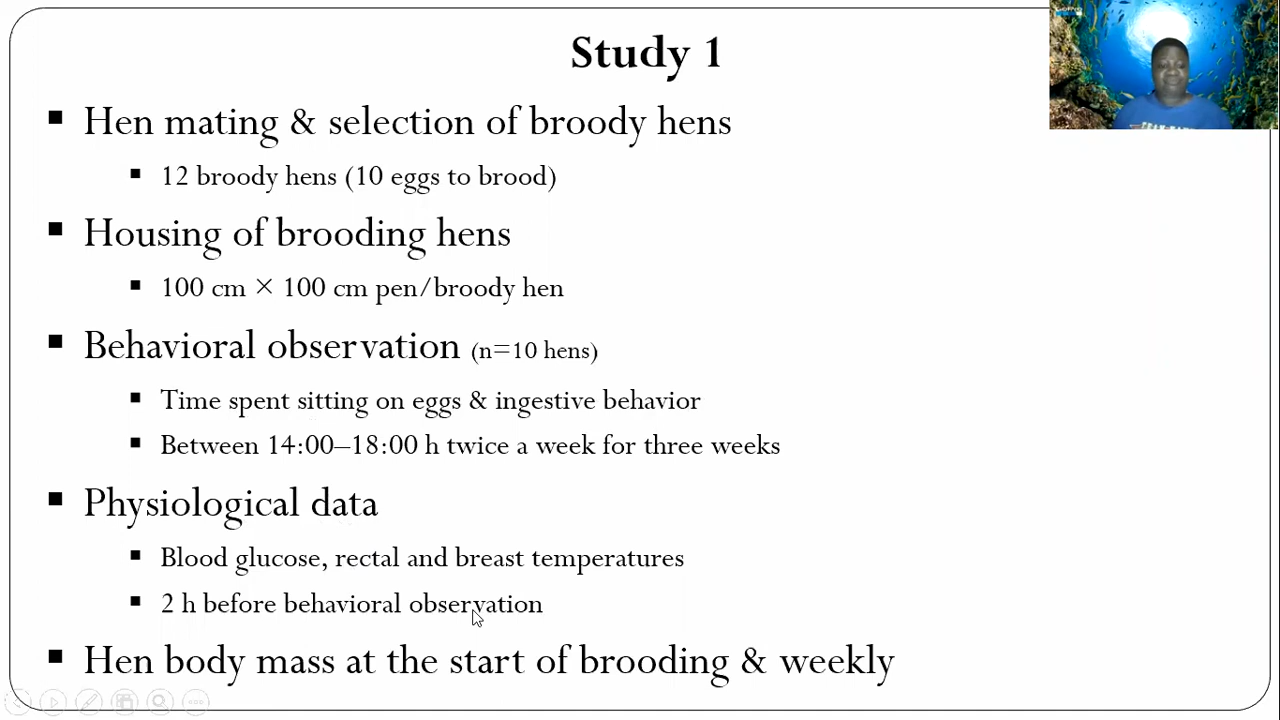 Study 1
Hen mating & selection of broody hens
12 broody hens (10 eggs to brood)
Housing of brooding hens
100 cm × 100 cm pen/broody hen
Behavioral observation (n=10 hens)
Time spent sitting on eggs & ingestive behavior
Between 14:00–18:00 h twice a week for three weeks
Physiological data
Blood glucose, rectal and breast temperatures
2 h before behavioral observation
Hen body mass at the start of brooding & weekly